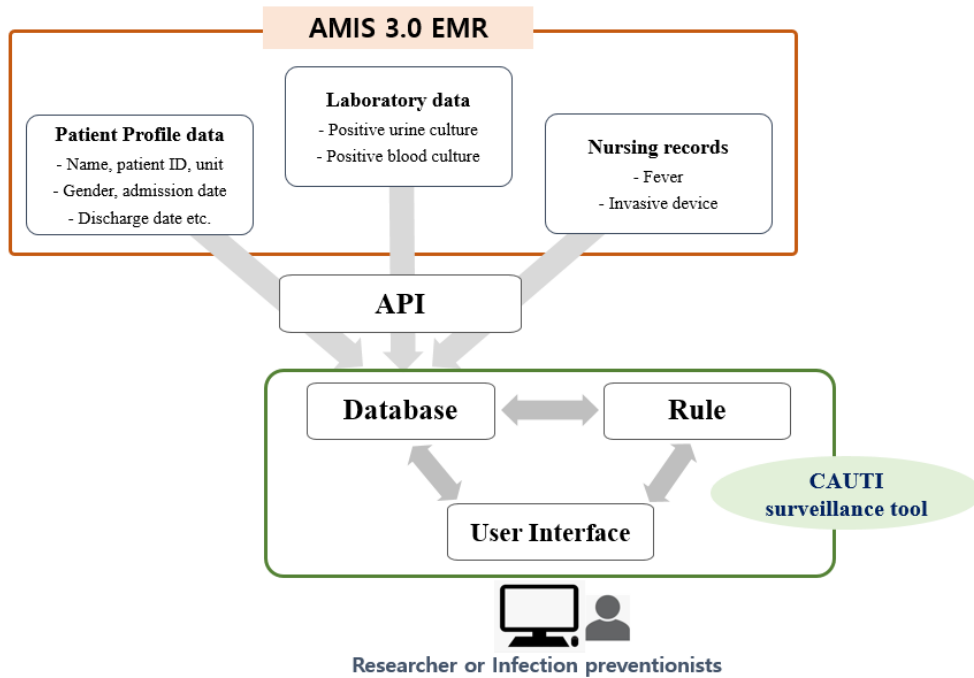 AMIS 3.0 EMR
Patient Profile data
- Name, patient ID, unit
- Gender, admission date
- Discharge date etc.
Laboratory data
- Positive urine culture
- Positive blood culture
Nursing records
- Fever
- Invasive device
API
Database
Rule
User Interface
CAUTI
surveillance tool
Researcher or Infection preventionists